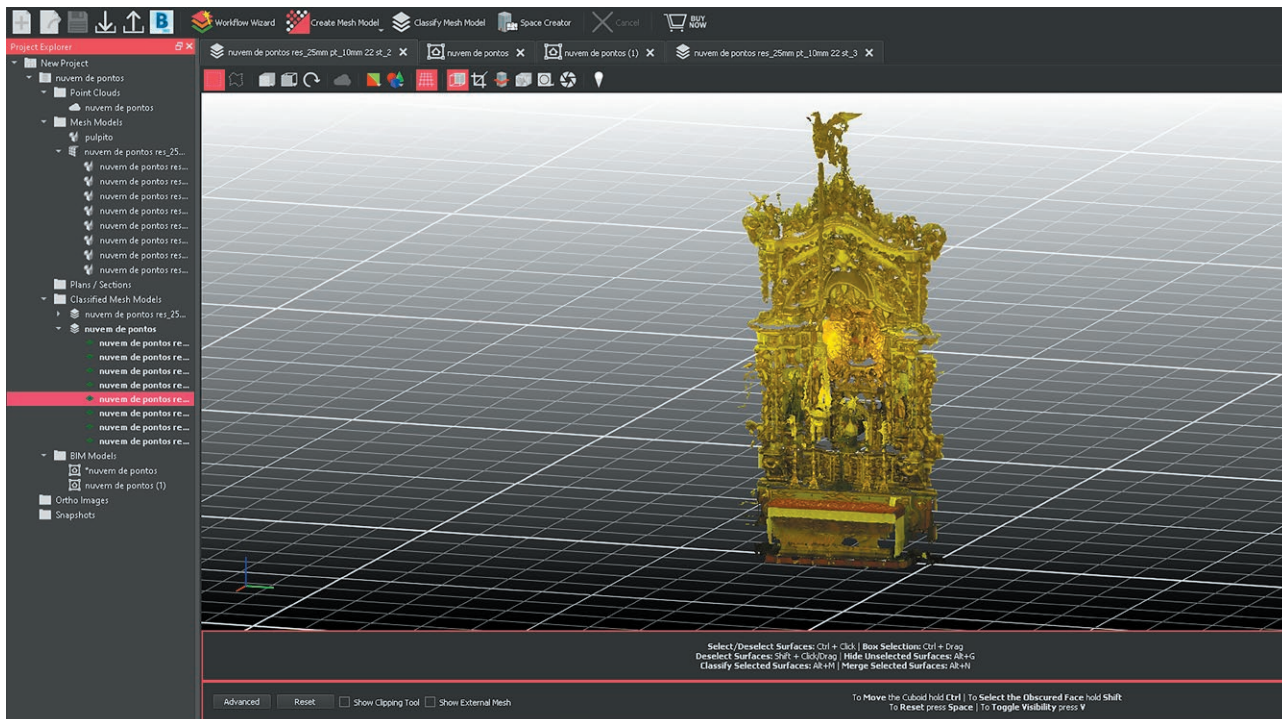 B
Workflow Wizard
Create Mesh Model
Classify Mesh Model
Space Creator
Cancel
BUY
NOW
Project Explorer
nuvem de pontos res_25mm pt_10mm 22 st_2
nuvem de pontos
nuvem de pontos (1)
nuvem de pontos res_25mm pt_10mm 22 st_3
New Project
nuvem de pontos
Point Clouds
nuvem de pontos
Mesh Models
pulpito
nuvem de pontos res_25...
nuvem de pontos res...
nuvem de pontos res...
nuvem de pontos res...
nuvem de pontos res...
nuvem de pontos res...
nuvem de pontos res...
nuvem de pontos res...
nuvem de pontos res...
Plans / Sections
Classified Mesh Models
nuvem de pontos res_25...
nuvem de pontos
nuvem de pontos re...
nuvem de pontos re...
nuvem de pontos re...
nuvem de pontos re...
nuvem de pontos re...
nuvem de pontos re...
nuvem de pontos re...
nuvem de pontos re...
BIM Models
*nuvem de pontos
nuvem de pontos (1)
Ortho Images
Snapshots
Select/Deselect Surfaces: Ctrl + Click | Box Selection: Ctrl + Drag
Deselect Surfaces: Shift + Click/Drag | Hide Unselected Surfaces: Alt+G
Classify Selected Surfaces: Alt+M | Merge Selected Surfaces: Alt+N
Advanced
Reset
Show Clipping Tool
Show External Mesh
To Move the Cuboid hold Ctrl | To Select the Obscured Face hold Shift
To Reset press Space | To Toggle Visibility press V